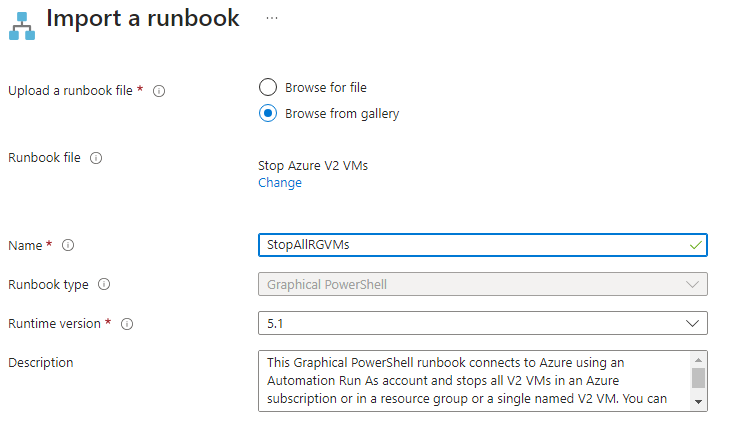 Import a runbook ...
Upload a runbook file *
Browse for file
Browse from gallery
Runbook file
Stop Azure V2 VMs
Change
Name *
StopAllRGVMs
Runbook type
Graphical PowerShell
Runtime version *
5.1
Description
This Graphical PowerShell runbook connects to Azure using an
Automation Run As account and stops all V2 VMs in an Azure
subscription or in a resource group or a single named V2 VM. You can